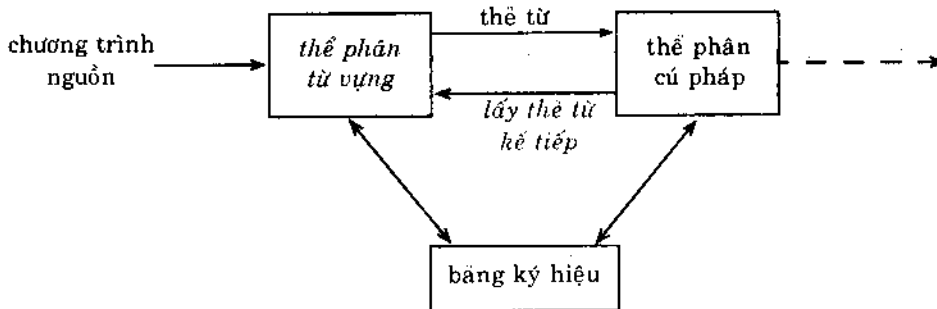 chương trình
nguồn
thể phân
từ vựng
thẻ từ
lấy thẻ từ
kế tiếp
thể phân
cú pháp
bảng ký hiệu